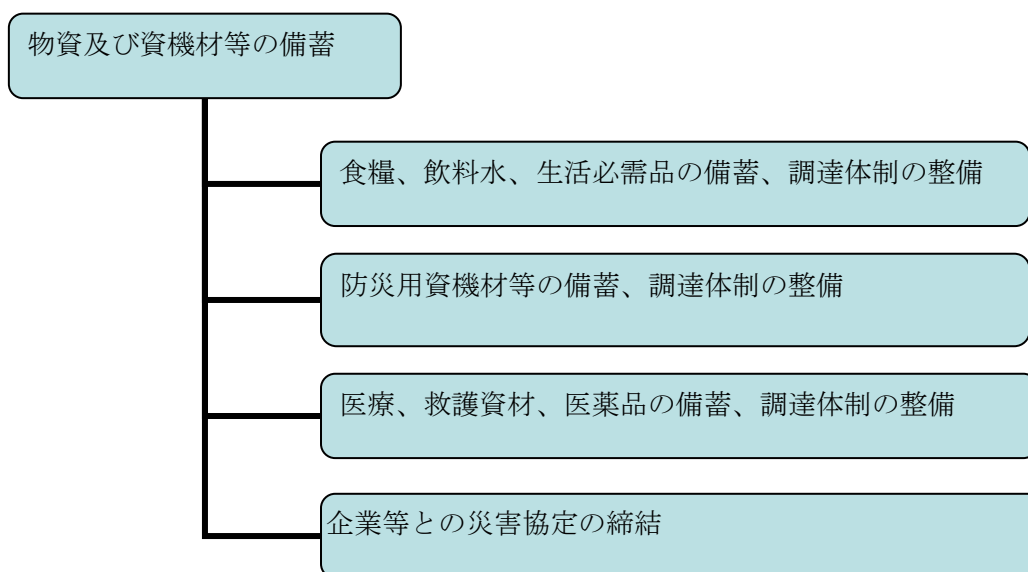 物資及び資機材等の備蓄
食糧、飲料水、生活必需品の備蓄、調達体制の整備
防災用資機材等の備蓄、調達体制の整備
医療、救護資材、医薬品の備蓄、調達体制の整備
企業等との災害協定の締結